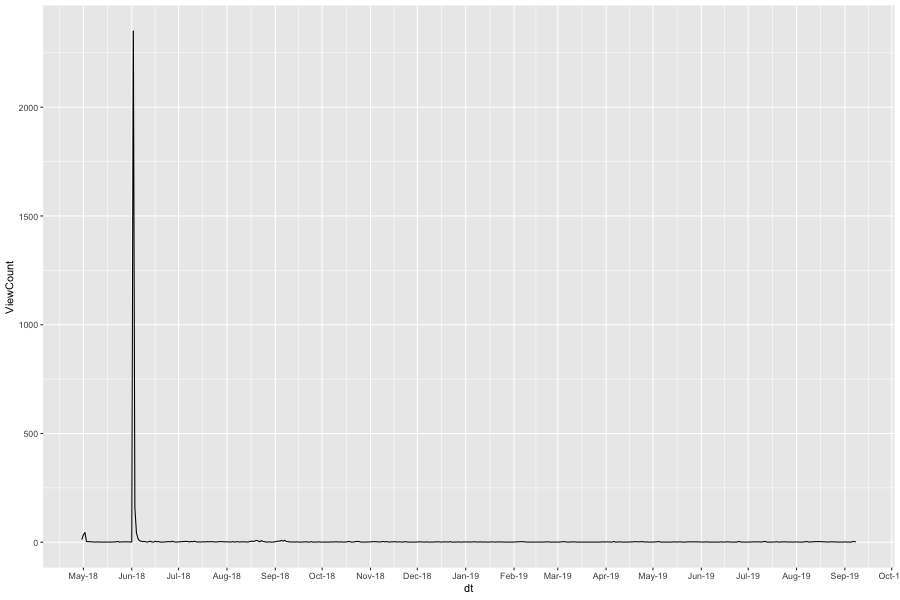 ViewCount
2000
1500
1000
500
0
May-18 Jun-18 Jul-18 Aug-18 Sep-18 Oct-18 Nov-18 Dec-18 Jan-19 Feb-19 Mar-19 Apr-19 May-19 Jun-19 Jul-19 Aug-19 Sep-19 Oct-1
dt